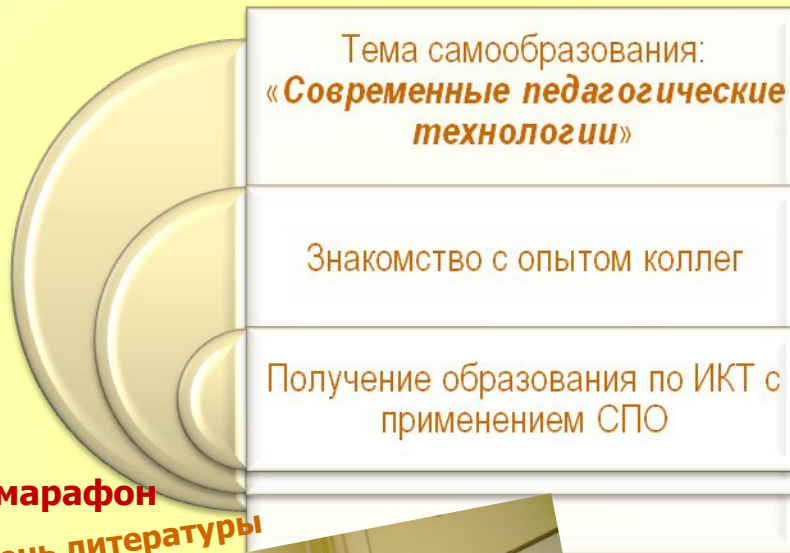 Тема самообразования:
«Современные педагогические
технологии»
Знакомство с опытом коллег
Получение образования по ИКТ с
применением СПО
марафон
литературы